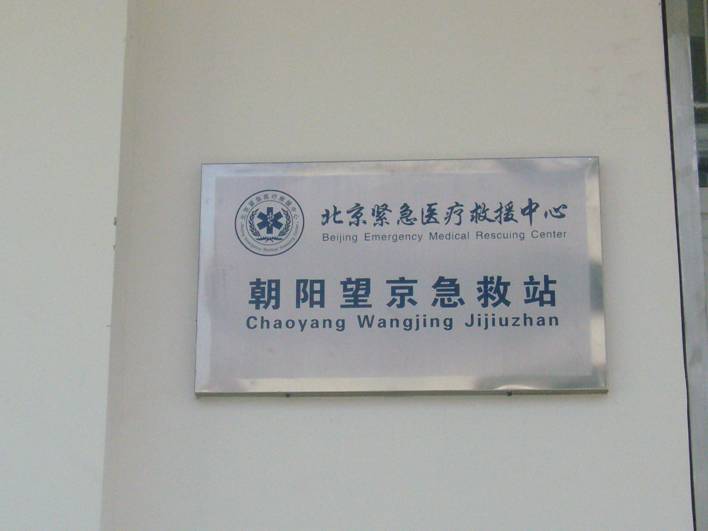 北京紧急医疗救援中心
Beijing Emergency Medical Rescuing Center
朝阳望京急救站
Chaoyang Wangjing Jijiuzhan